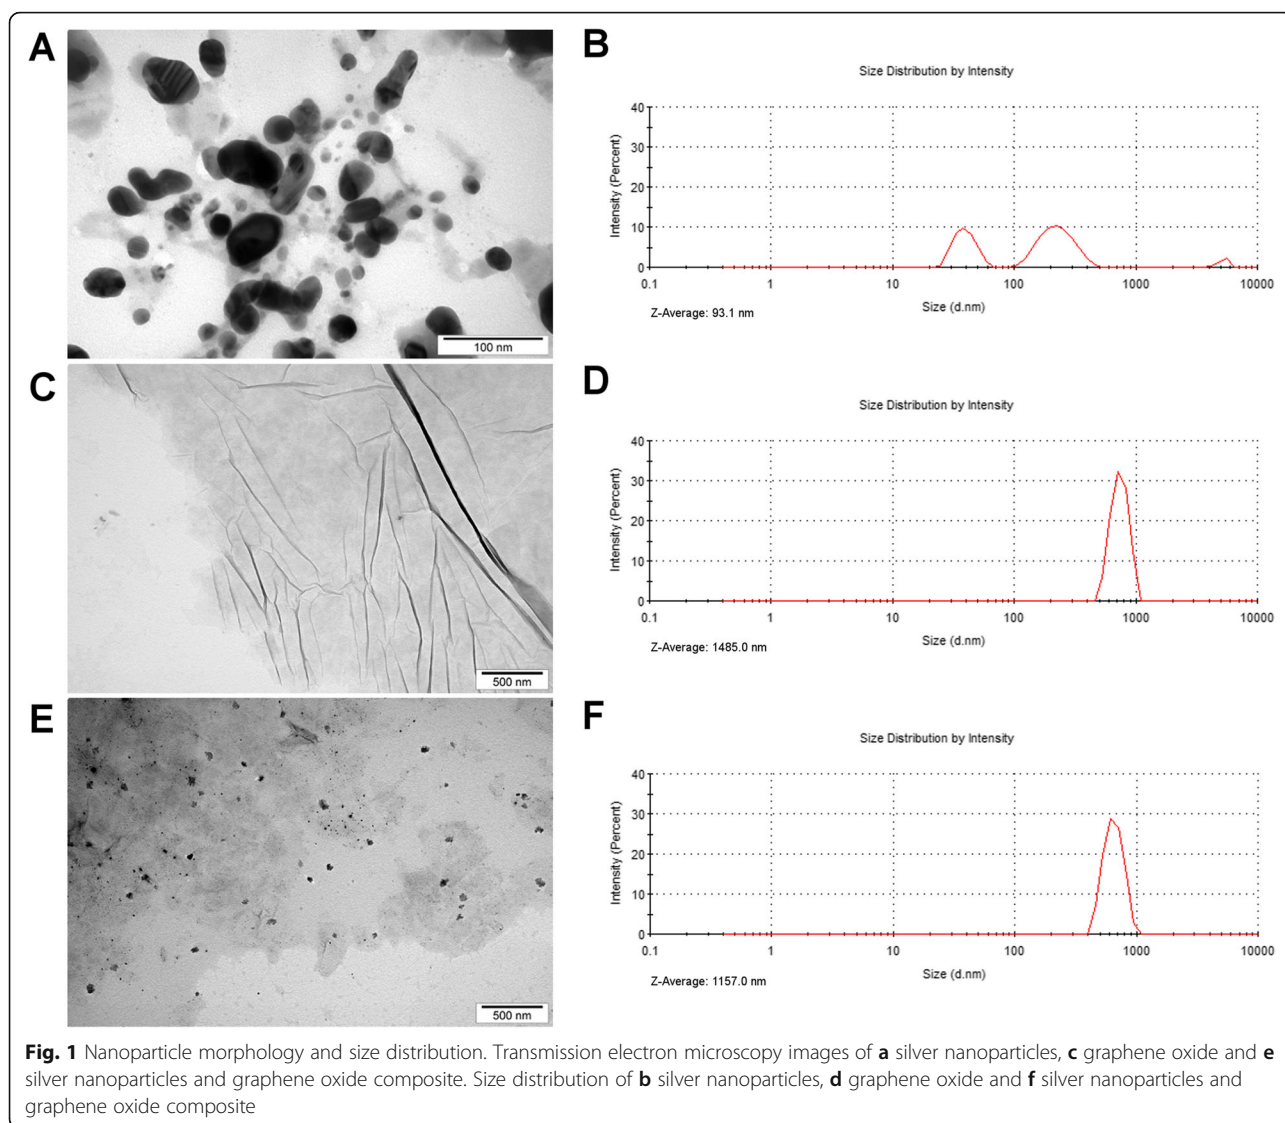 A
100 nm
B
Size Distribution by Intensity
Intensity (Percent)
40
30
20
10
0
0.1 1 10 100 1000 10000
Size (d.nm)
Z-Average: 93.1 nm
C
500 nm
D
Size Distribution by Intensity
Intensity (Percent)
40
30
20
10
0
0.1 1 10 100 1000 10000
Size (d.nm)
Z-Average: 1485.0 nm
E
500 nm
F
Size Distribution by Intensity
Intensity (Percent)
40
30
20
10
0
0.1 1 10 100 1000 10000
Size (d.nm)
Z-Average: 1157.0 nm
Fig. 1 Nanoparticle morphology and size distribution. Transmission electron microscopy images of a silver nanoparticles, c graphene oxide and e
silver nanoparticles and graphene oxide composite. Size distribution of b silver nanoparticles, d graphene oxide and f silver nanoparticles and
graphene oxide composite